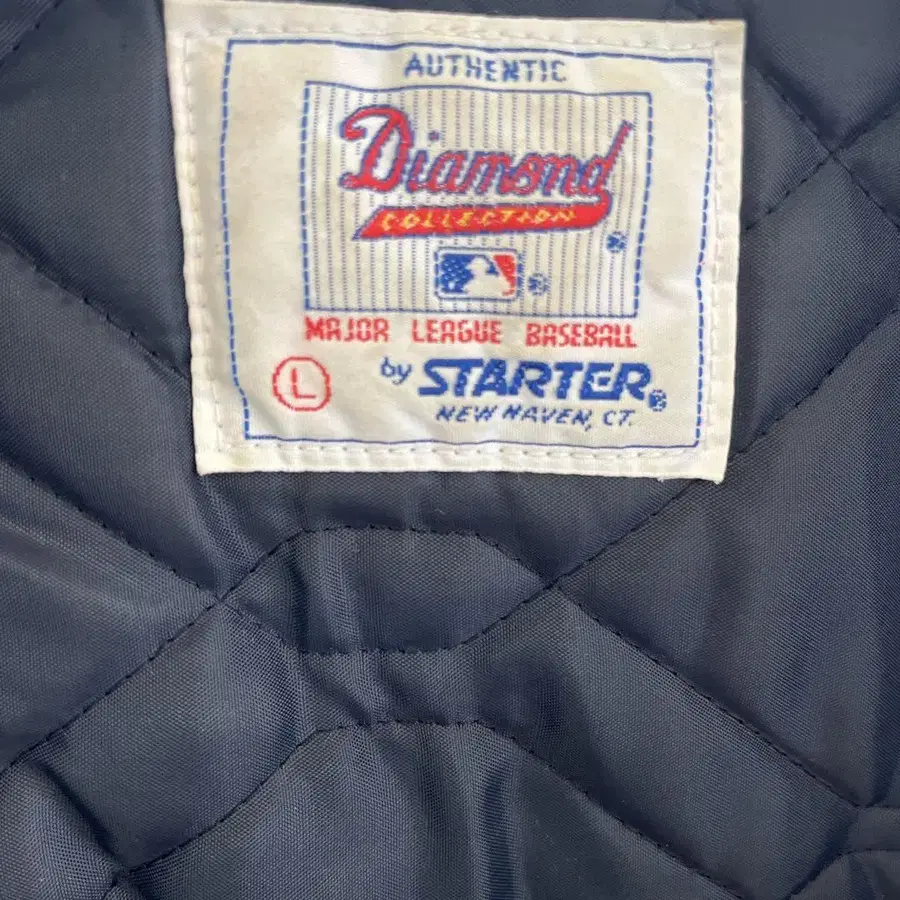 AUTHENTIC
Diamond
COLLECTION
MAJOR LEAGUE BASEBALL
L
by STARTER®
NEW HAVEN, CT.